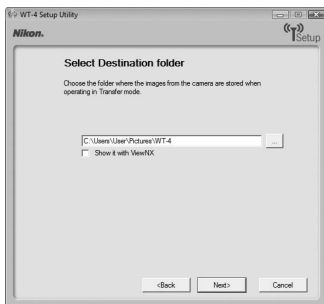 WT-4 Setup Utility
Nikon.
Setup
Select Destination folder
Choose the folder where the images from the camera are stored when
operating in Transfer mode.
C:\Users\User\Pictures\WT-4
...
Show it with ViewNX
<Back
Next>
Cancel